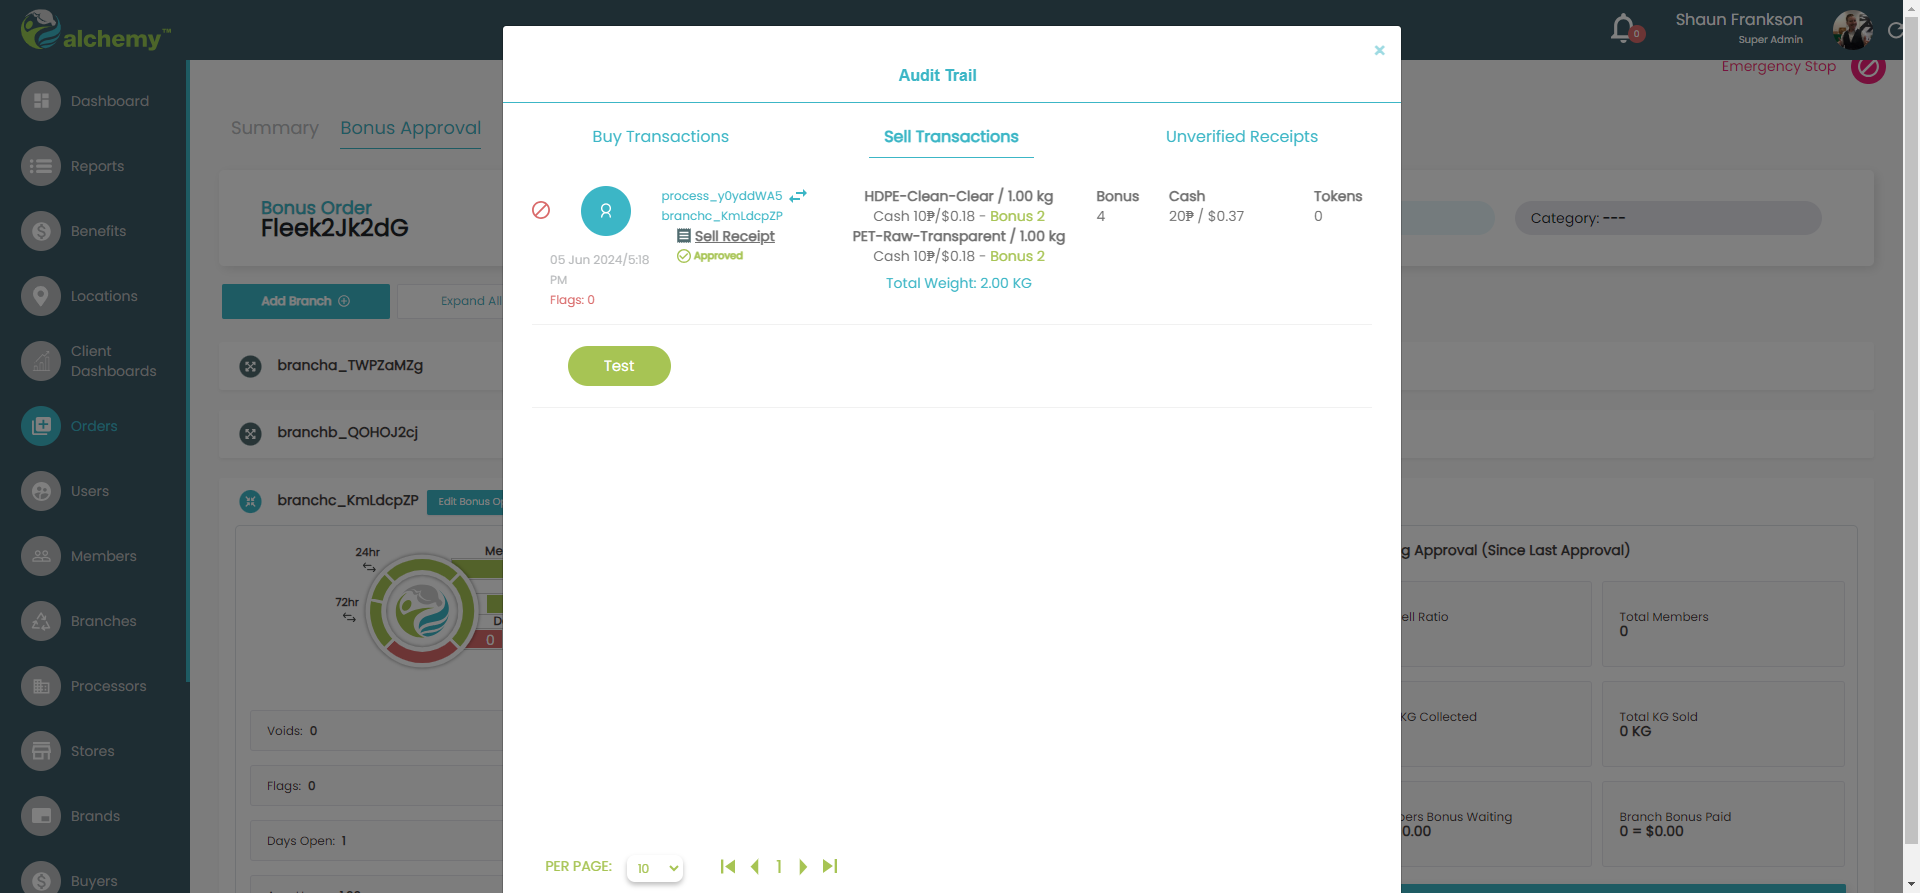 alchemy™
Shaun Frankson
Super Admin
0
Emergency Stop
Dashboard
Reports
Benefits
Locations
Client
Dashboards
Orders
Users
Members
Branches
Processors
Stores
Brands
Buyers
Summary
Bonus Approval
Bonus Order
Fleek2Jk2dG
Category: ---
Add Branch
Expand All
brancha_TWPZaMZg
branchb_QOHOJ2cj
branchc_KmLdcpZP
Edit Bonus
24hr
72hr
0
Voids: 0
Flags: 0
Days Open: 1
Audit Trail
×
Buy Transactions
Sell Transactions
Unverified Receipts
process_y0yddWA5
branchc_KmLdcpZP
Sell Receipt
Approved
05 Jun 2024/5:18
PM
Flags: 0
HDPE-Clean-Clear / 1.00 kg
Cash 10₱/$0.18 - Bonus 2
PET-Raw-Transparent / 1.00 kg
Cash 10₱/$0.18 - Bonus 2
Total Weight: 2.00 KG
Bonus
4
Cash
20₱ / $0.37
Tokens
0
Test
PER PAGE:
10
1
g Approval (Since Last Approval)
ell Ratio
Total Members
0
KG Collected
Total KG Sold
0 KG
bers Bonus Waiting
0.00
Branch Bonus Paid
0 = $0.00